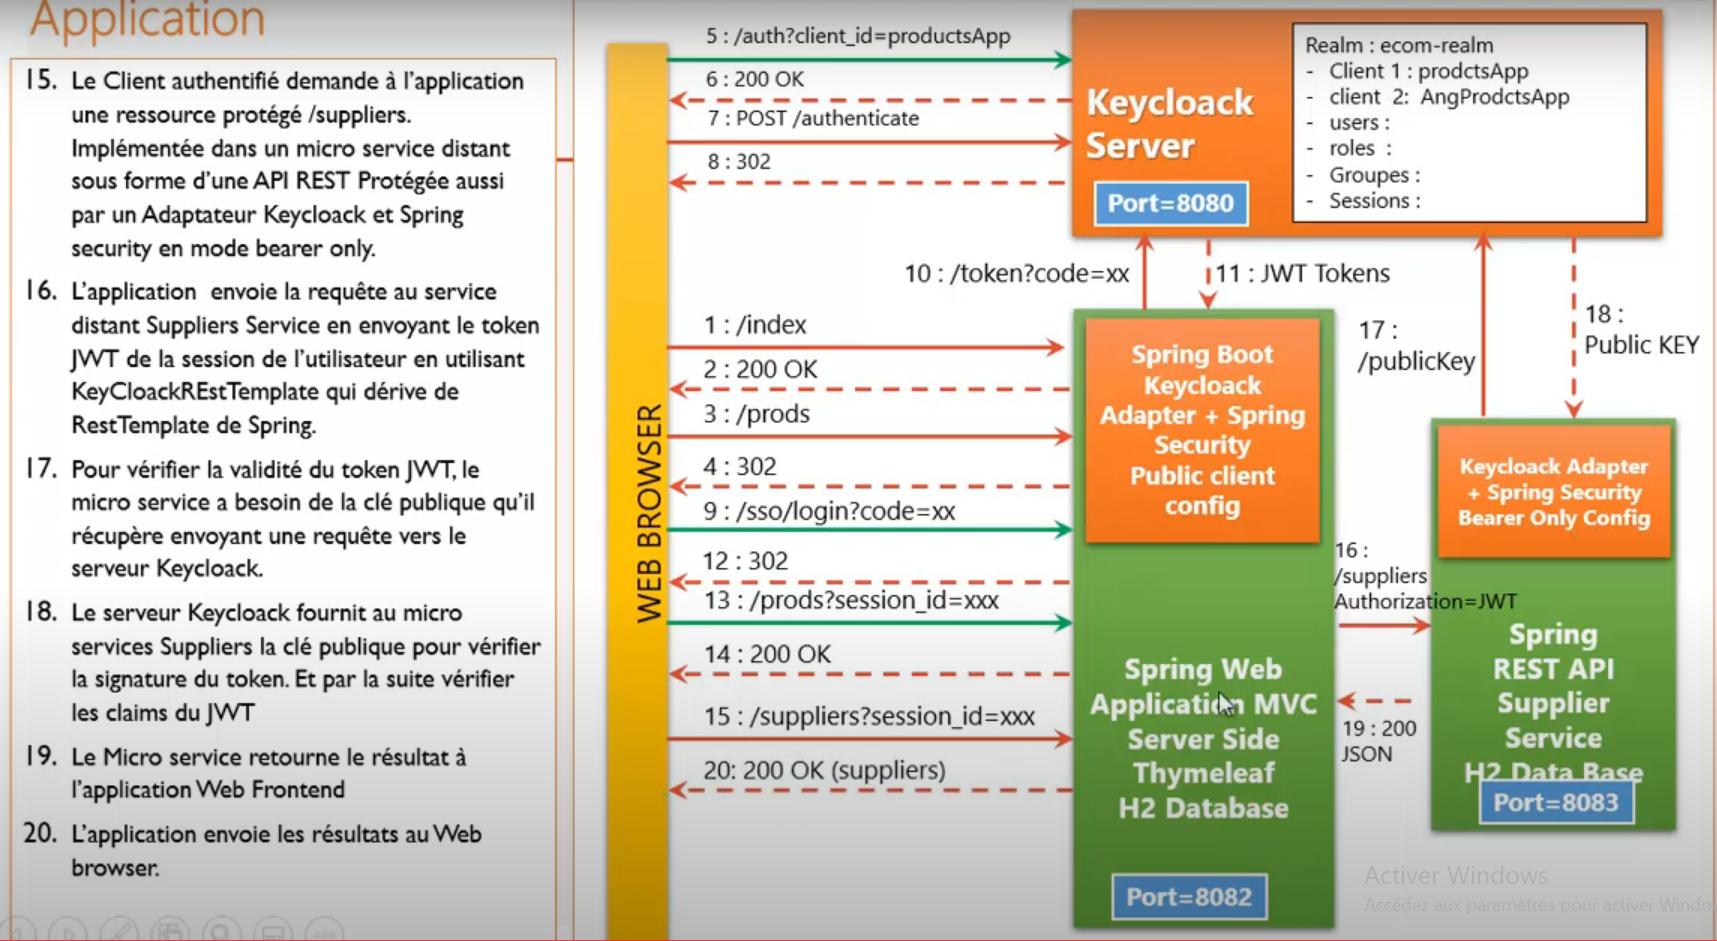 Application
15. Le Client authentifié demande à l'application
une ressource protégé /suppliers.
Implémentée dans un micro service distant
sous forme d'une API REST Protégée aussi
par un Adaptateur Keycloack et Spring
security en mode bearer only.
16. L'application envoie la requête au service
distant Suppliers Service en envoyant le token
JWT de la session de l'utilisateur en utilisant
KeyCloackREstTemplate qui dérive de
RestTemplate de Spring.
17. Pour vérifier la validité du token JWT, le
micro service a besoin de la clé publique qu'il
récupère envoyant une requête vers le
serveur Keycloack.
18. Le serveur Keycloack fournit au micro
services Suppliers la clé publique pour vérifier
la signature du token. Et par la suite vérifier
les claims du JWT
19. Le Micro service retourne le résultat à
l'application Web Frontend
20. L'application envoie les résultats au Web
browser.
WEB BROWSER
5 : /auth?client_id=productsApp
6 : 200 OK
7 : POST /authenticate
8 : 302
Keycloack
Server
Port=8080
Realm : ecom-realm
- Client 1 : prodctsApp
- client 2: AngProdctsApp
- users :
- roles :
- Groupes :
- Sessions :
10 : /token?code=xx
11 : JWT Tokens
17 :
/publicKey
18 :
Public KEY
1 : /index
2 : 200 OK
3 : /prods
4 : 302
9 : /sso/login?code=xx
12 : 302
13 : /prods?session_id=xxx
14 : 200 OK
15 : /suppliers?session_id=xxx
20: 200 OK (suppliers)
Spring Boot
Keycloack
Adapter + Spring
Security
Public client
config
Spring Web
Application MVC
Server Side
Thymeleaf
H2 Database
Port=8082
16 :
/suppliers
Authorization=JWT
19 : 200
JSON
Keycloack Adapter
+ Spring Security
Bearer Only Config
Spring
REST API
Supplier
Service
H2 Data Base
Port=8083
Activer Windows
Accédez aux paramètres pour activer Windo